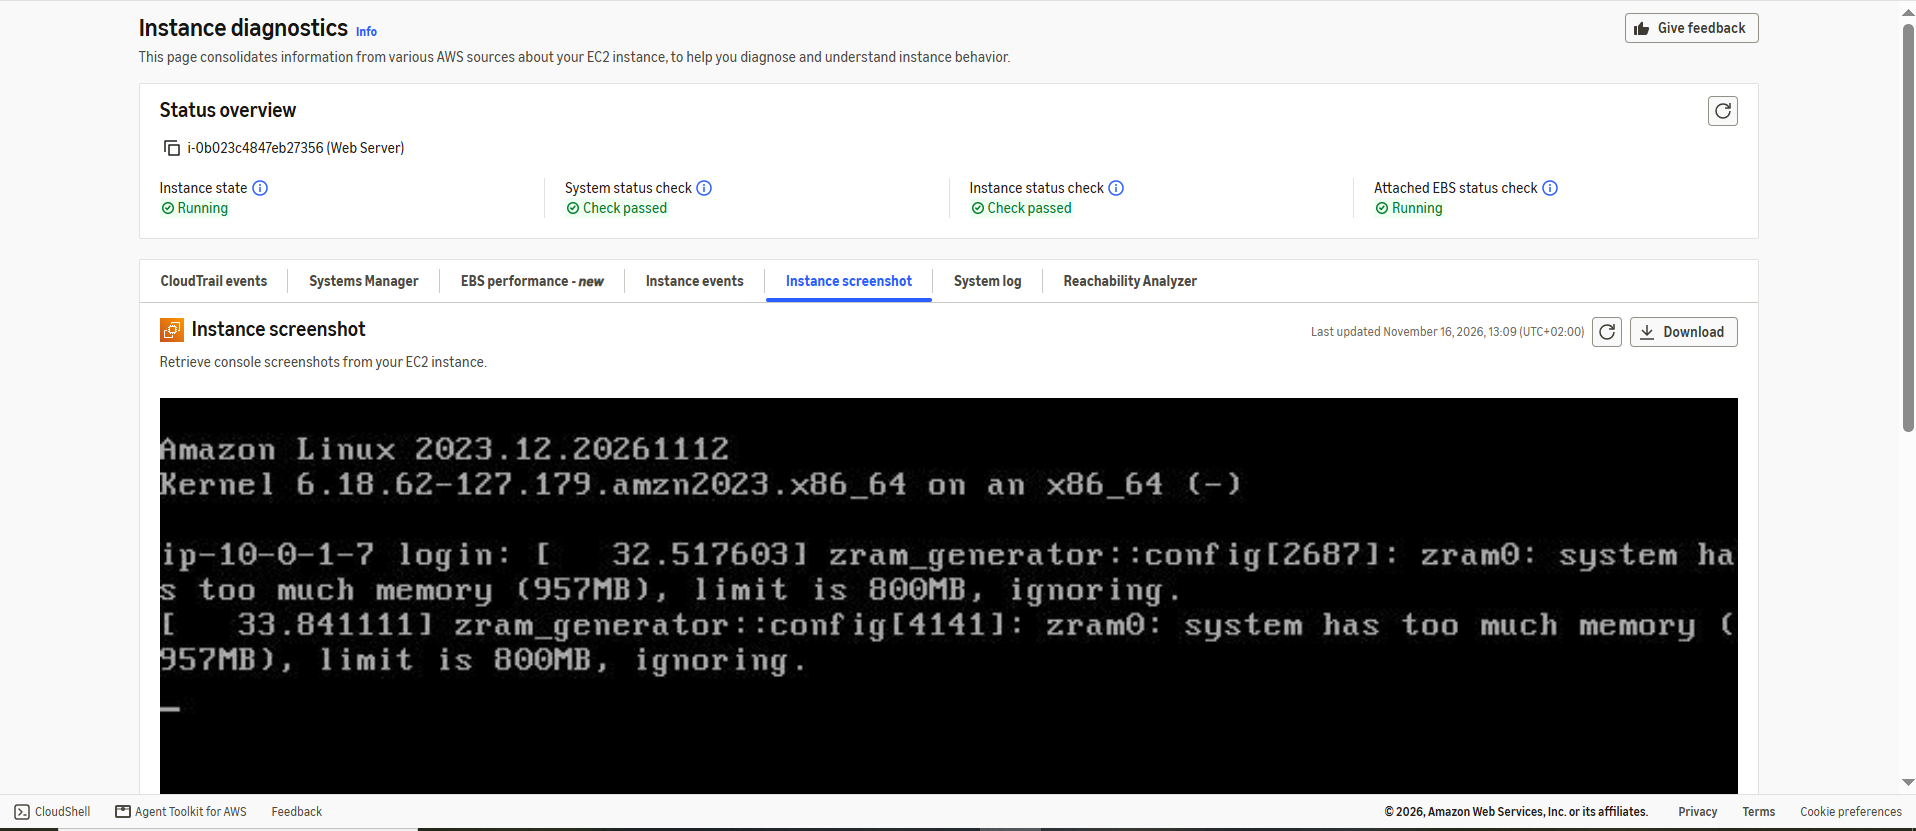 Instance diagnostics Info
Give feedback
This page consolidates information from various AWS sources about your EC2 instance, to help you diagnose and understand instance behavior.
Status overview
i-0b023c4847eb27356 (Web Server)
Instance state
Running
System status check
Check passed
Instance status check
Check passed
Attached EBS status check
Running
CloudTrail events
Systems Manager
EBS performance - new
Instance events
Instance screenshot
System log
Reachability Analyzer
Instance screenshot
Last updated November 16, 2026, 13:09 (UTC+02:00)
Download
Retrieve console screenshots from your EC2 instance.
Amazon Linux 2023.12.20261112
Kernel 6.18.62-127.179.amzn2023.x86_64 on an x86_64 (-)
ip-10-0-1-7 login: [   32.517603] zram_generator::config[2687]: zram0: system ha
s too much memory (957MB), limit is 800MB, ignoring.
[   33.841111] zram_generator::config[4141]: zram0: system has too much memory (
957MB), limit is 800MB, ignoring.
_
CloudShell
Agent Toolkit for AWS
Feedback
© 2026, Amazon Web Services, Inc. or its affiliates.
Privacy
Terms
Cookie preferences